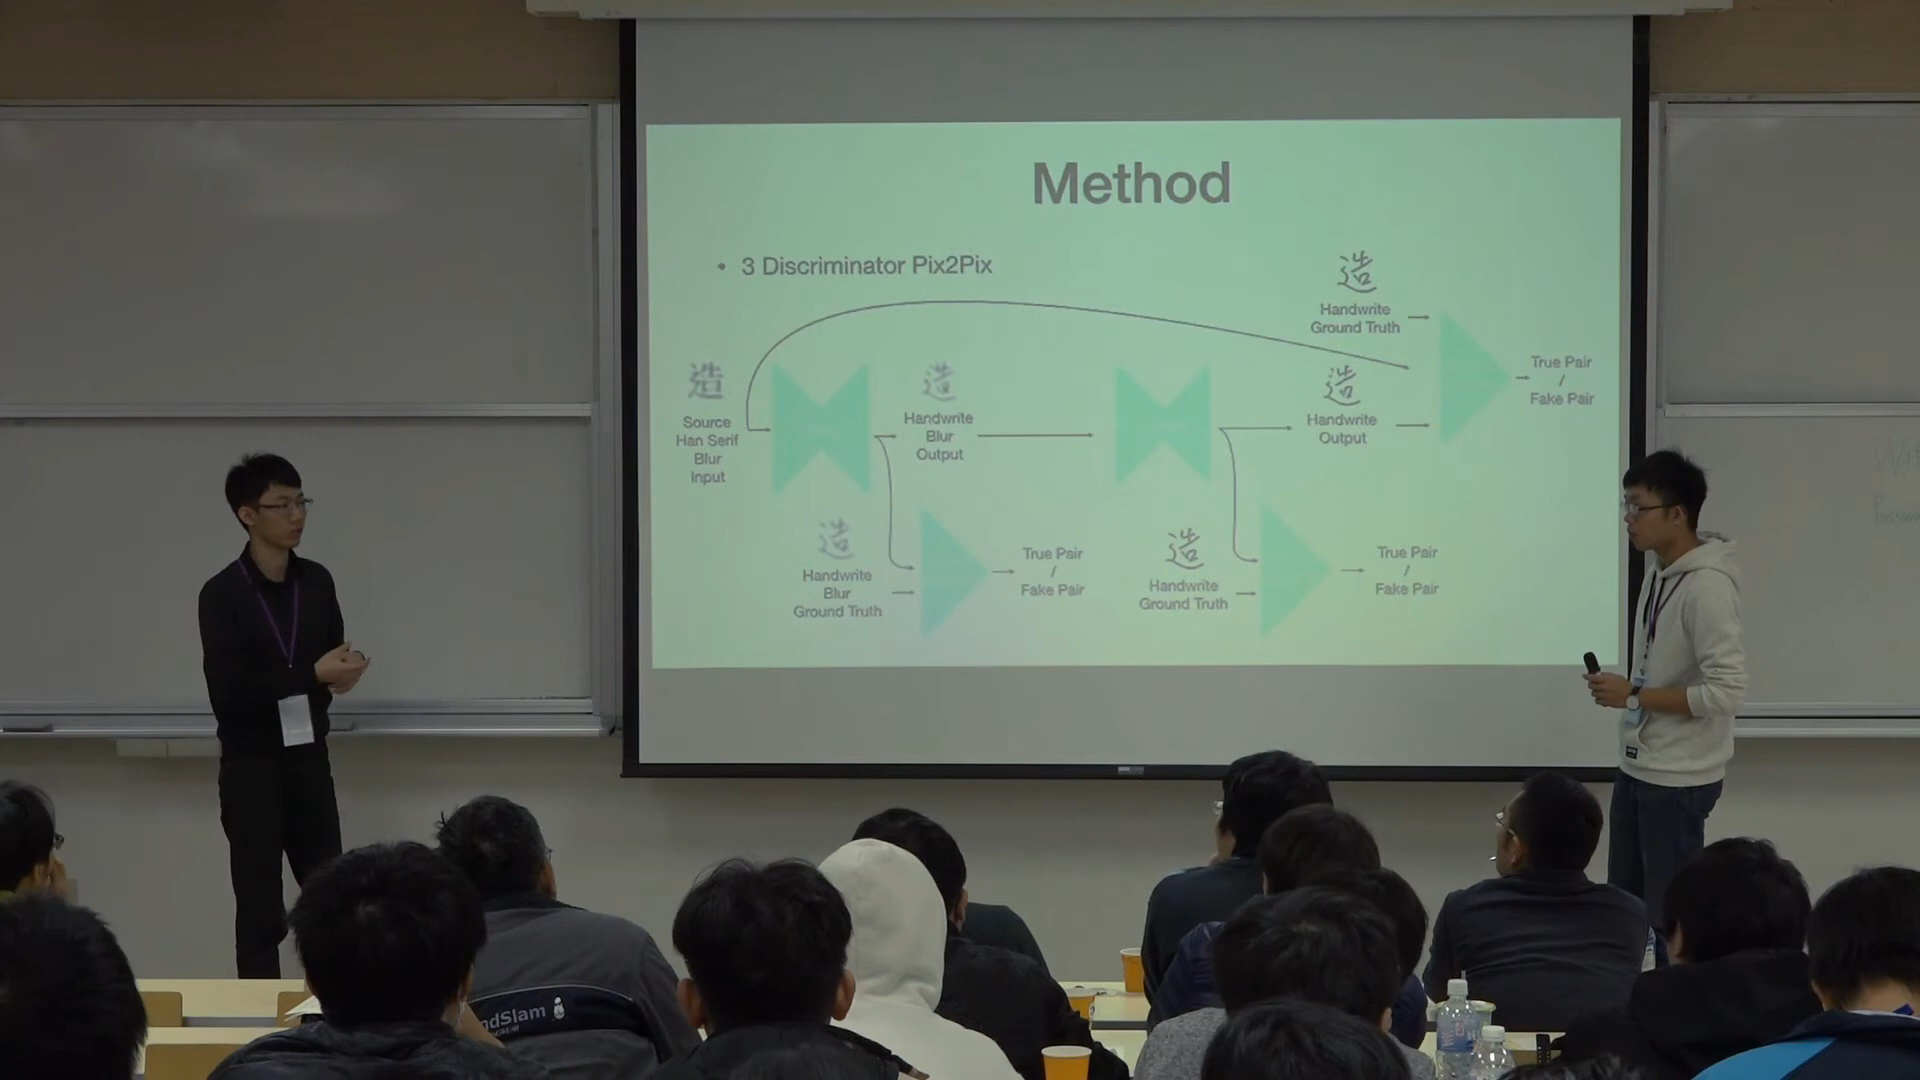 Method
• 3 Discriminator Pix2Pix
造
Handwrite
Ground Truth
造
Source
Han Serif
Blur
Input
造
Handwrite
Blur
Output
造
Handwrite
Output
True Pair
/
Fake Pair
造
Handwrite
Blur
Ground Truth
True Pair
/
Fake Pair
造
Handwrite
Ground Truth
True Pair
/
Fake Pair
ndSlam